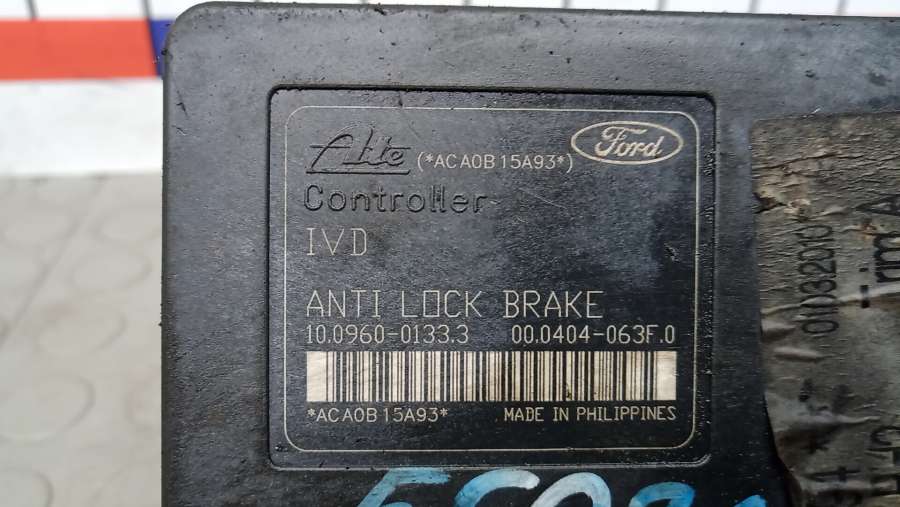 Ate (*ACA0B15A93*) Ford
Controller
IVD
ANTI LOCK BRAKE
10.0960-0133.3 00.0404-063F.0
*ACA0B15A93* MADE IN PHILIPPINES
01032010